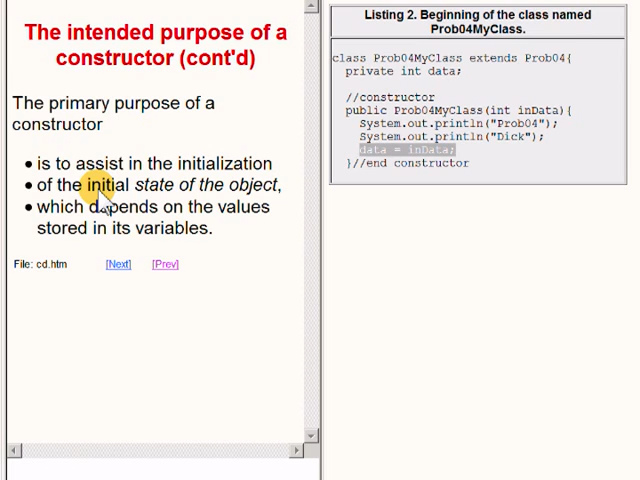 The intended purpose of a
constructor (cont'd)
The primary purpose of a
constructor
● is to assist in the initialization
● of the initial state of the object,
● which depends on the values
stored in its variables.
File: cd.htm [Next] [Prev]
Listing 2. Beginning of the class named
Prob04MyClass.
class Prob04MyClass extends Prob04{
private int data;
//constructor
public Prob04MyClass(int inData){
System.out.println("Prob04");
System.out.println("Dick");
data = inData;
}//end constructor